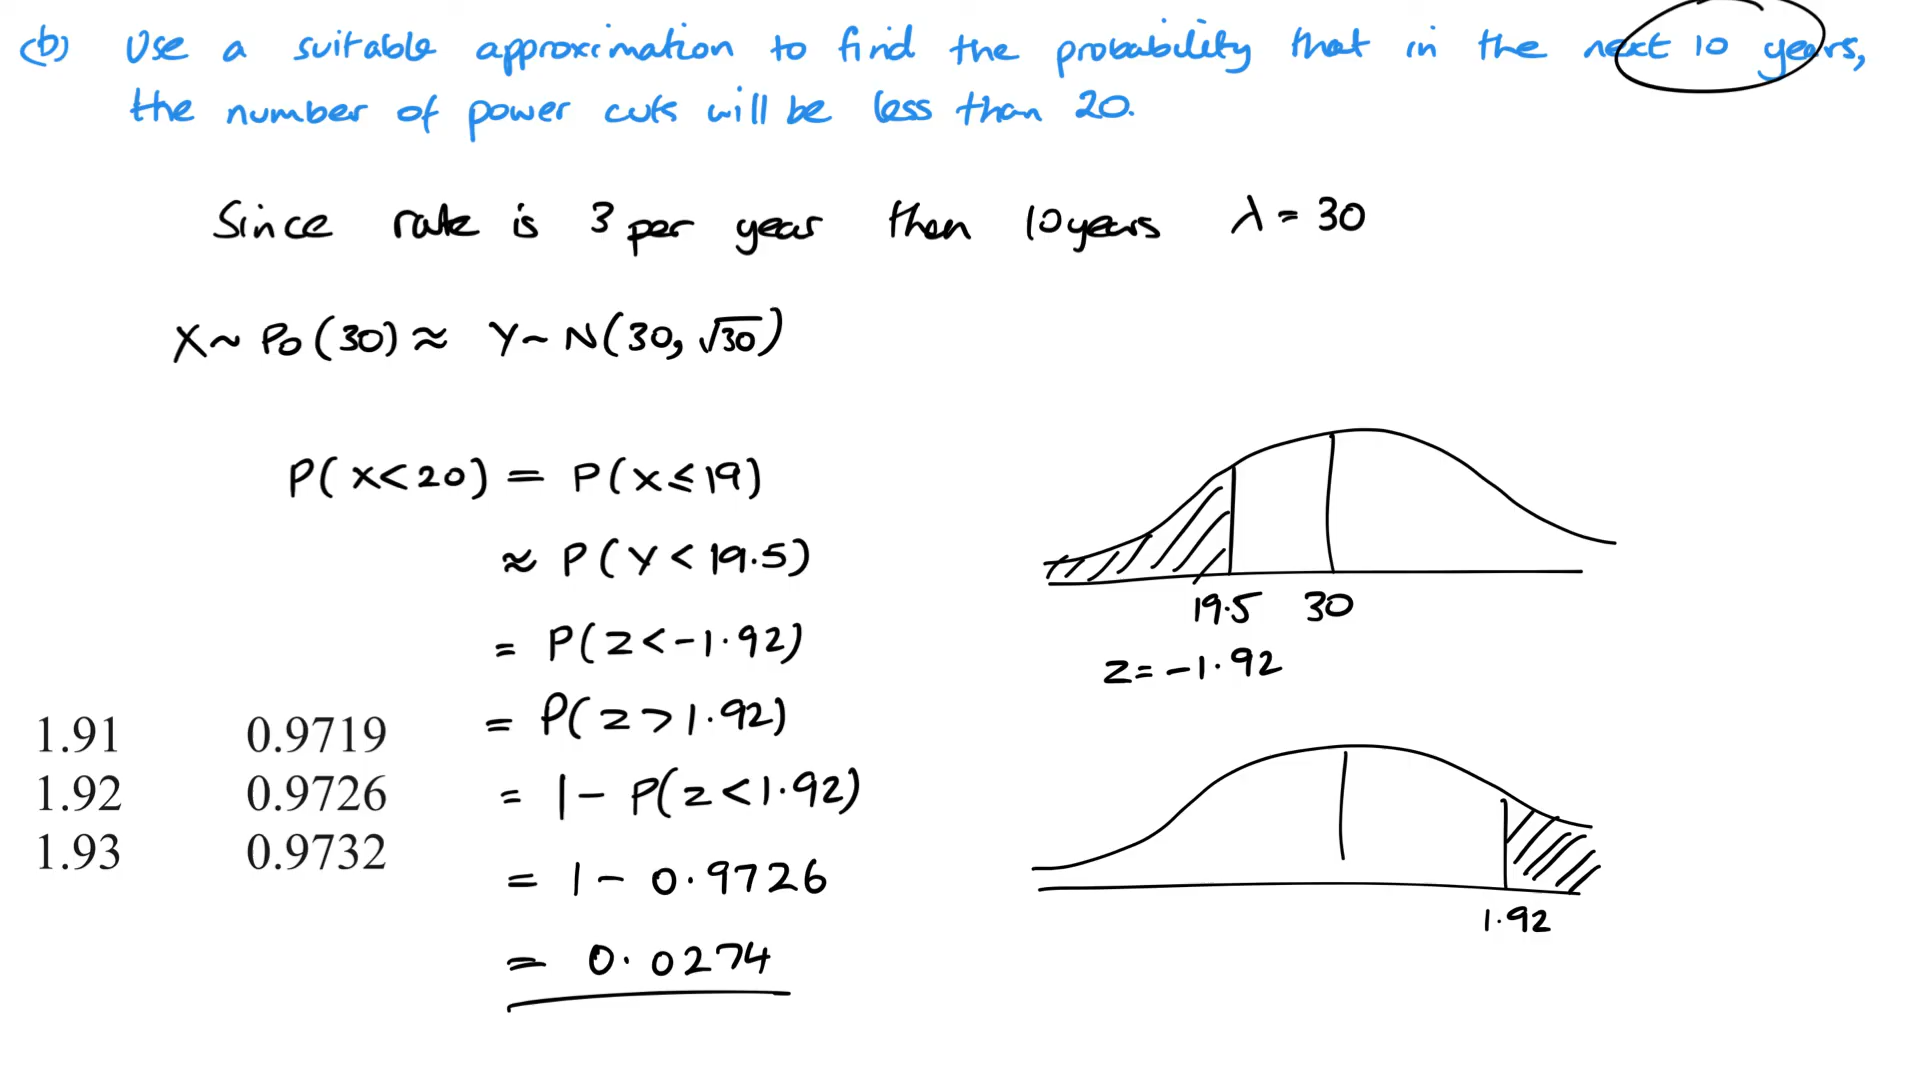 (b) Use a suitable approximation to find the probability that in the next 10 years,
the number of power cuts will be less than 20.
Since rate is 3 per year then 10 years λ = 30
X ~ Po(30) ≈ Y ~ N(30, √30)
P(X<20) = P(X≤19)
≈ P(Y < 19.5)
= P(Z < -1.92)
= P(Z > 1.92)
= 1 - P(Z < 1.92)
= 1 - 0.9726
= 0.0274
1.91 0.9719
1.92 0.9726
1.93 0.9732
19.5 30
Z = -1.92
1.92